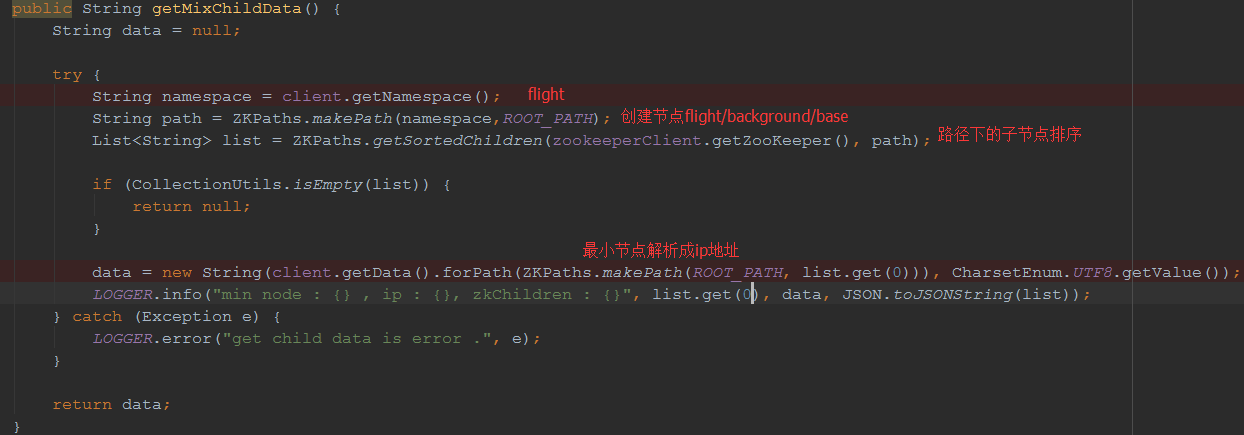 public String getMixChildData() {
String data = null;
try {
String namespace = client.getNamespace(); flight
String path = ZKPaths.makePath(namespace,ROOT_PATH); 创建节点flight/background/base
List<String> list = ZKPaths.getSortedChildren(zookeeperClient.getZooKeeper(), path); 路径下的子节点排序
if (CollectionUtils.isEmpty(list)) {
return null;
}
最小节点解析成ip地址
data = new String(client.getData().forPath(ZKPaths.makePath(ROOT_PATH, list.get(0))), CharsetEnum.UTF8.getValue());
LOGGER.info("min node : {} , ip : {}, zkChildren : {}", list.get(0), data, JSON.toJSONString(list));
} catch (Exception e) {
LOGGER.error("get child data is error .", e);
}
return data;
}